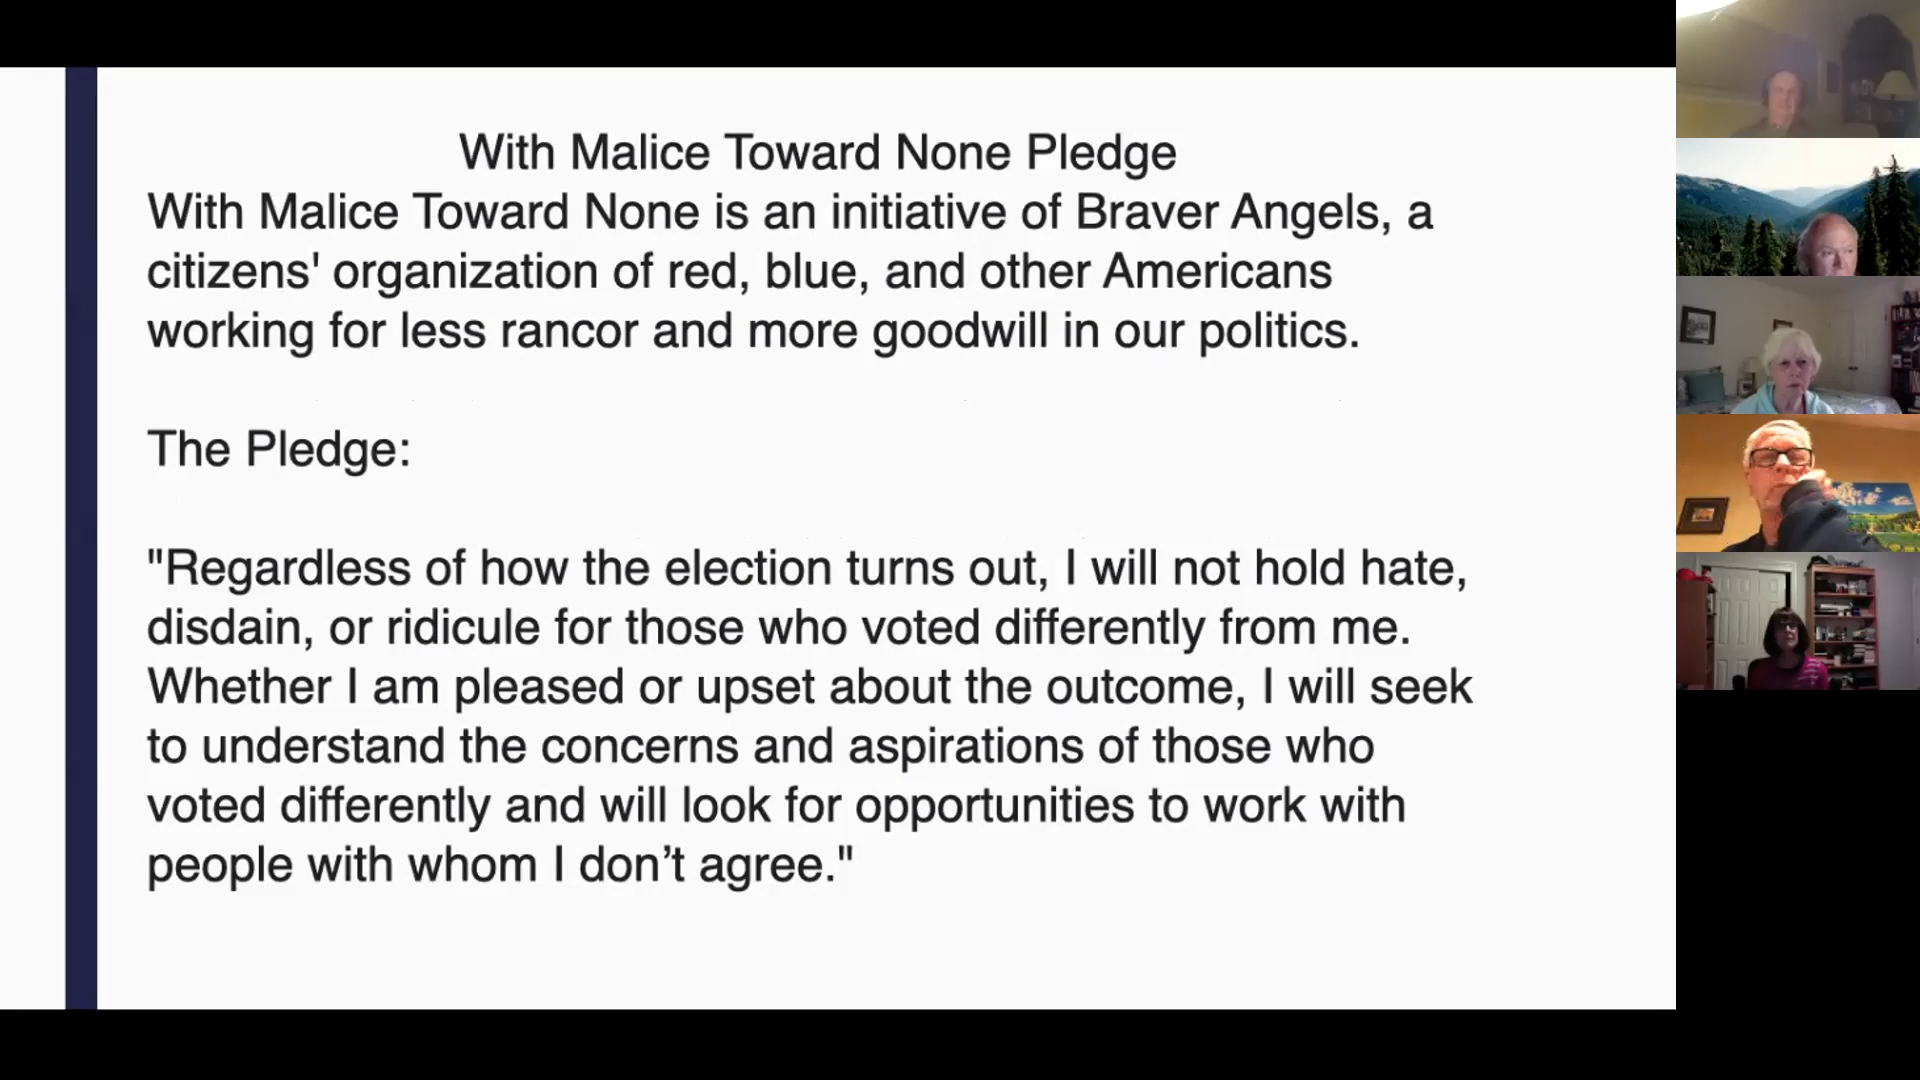 With Malice Toward None Pledge
With Malice Toward None is an initiative of Braver Angels, a
citizens' organization of red, blue, and other Americans
working for less rancor and more goodwill in our politics.
The Pledge:
"Regardless of how the election turns out, I will not hold hate,
disdain, or ridicule for those who voted differently from me.
Whether I am pleased or upset about the outcome, I will seek
to understand the concerns and aspirations of those who
voted differently and will look for opportunities to work with
people with whom I don’t agree."